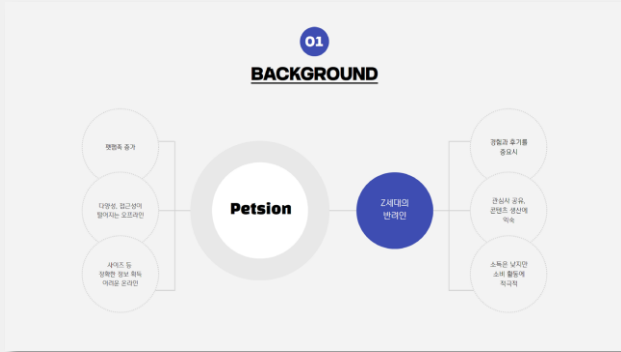 01
BACKGROUND
펫팸족 증가
다양성, 접근성이
떨어지는 오프라인
사이즈 등
정확한 정보 획득
어려운 온라인
Petsion
Z세대의
반려인
경험과 후기를
중요시
관심사 공유,
콘텐츠 생산에
익숙
소득은 낮지만
소비 활동에
적극적